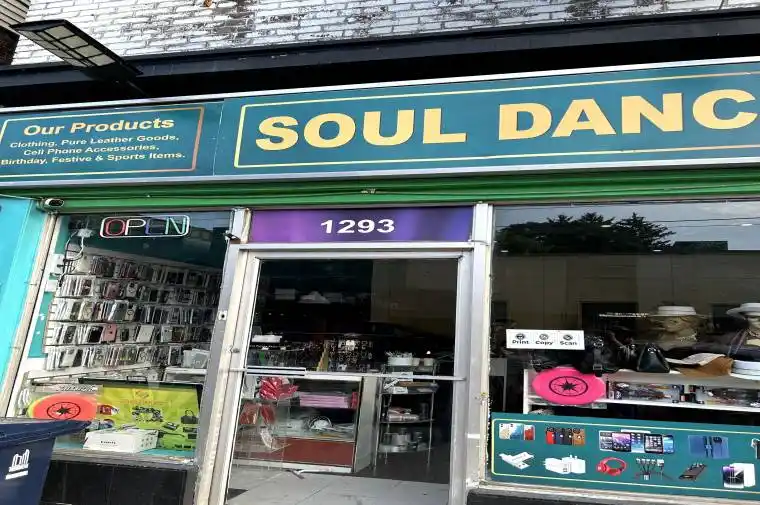 Our Products
Clothing, Pure Leather Goods,
Cell Phone Accessories,
Birthday, Festive & Sports Items.
SOUL DANC
OPEN
1293
Print Copy Scan